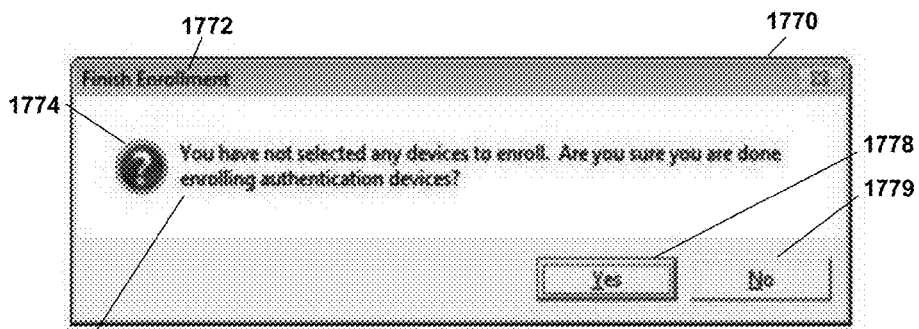 1772
1770
Finish Enrollment
1774
You have not selected any devices to enroll. Are you sure you are done
enrolling authentication devices?
1778
1779
Yes
No